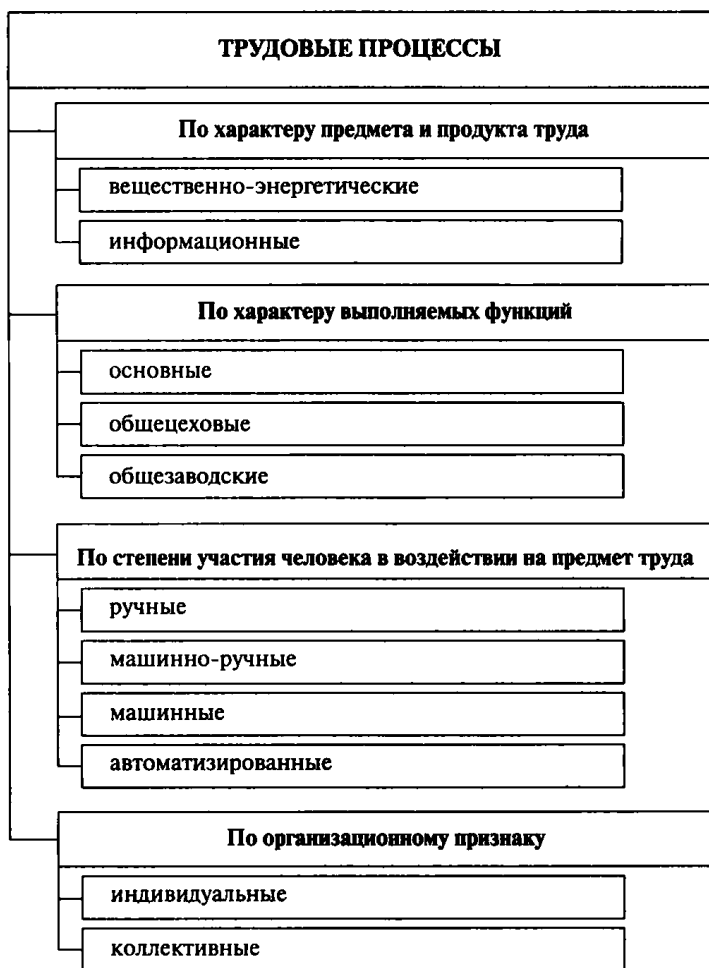 ТРУДОВЫЕ ПРОЦЕССЫ
По характеру предмета и продукта труда
вещественно-энергетические
информационные
По характеру выполняемых функций
основные
общецеховые
общезаводские
По степени участия человека в воздействии на предмет труда
ручные
машинно-ручные
машинные
автоматизированные
По организационному признаку
индивидуальные
коллективные